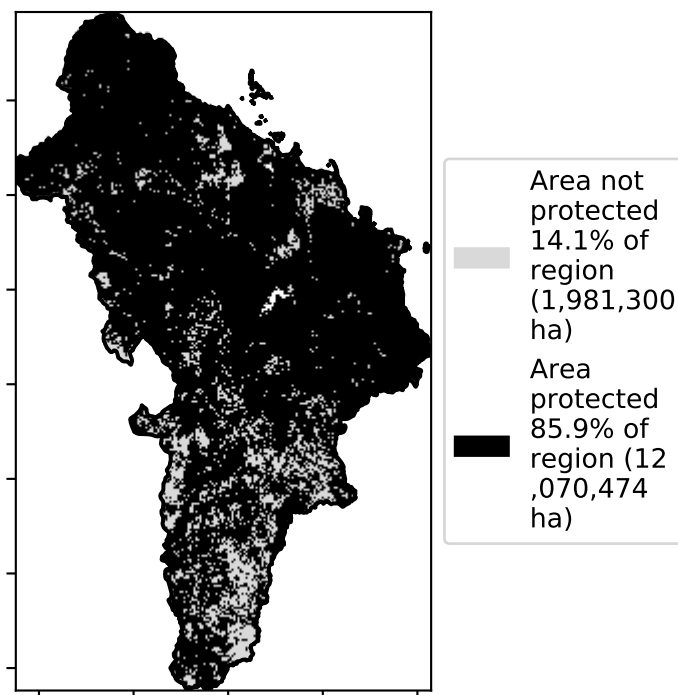 Area not
protected
14.1% of
region
(1,981,300
ha)
Area
protected
85.9% of
region (12
,070,474
ha)